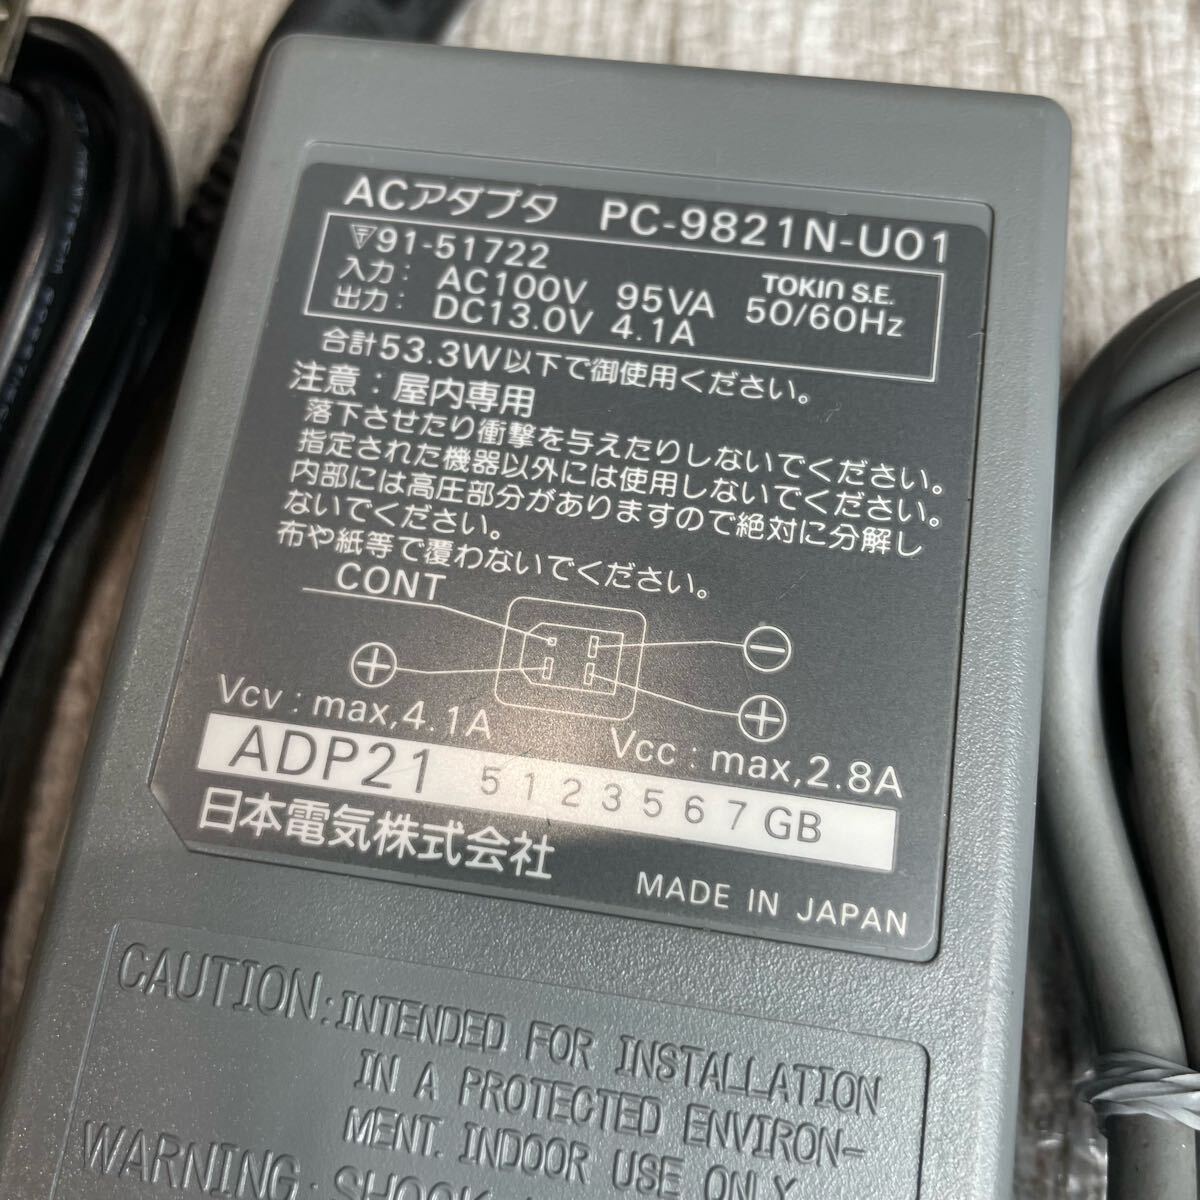 ACアダプタ PC-9821N-U01
91-51722 TOKIN S.E.
入力: AC100V 95VA 50/60Hz
出力: DC13.0V 4.1A
合計53.3W以下で御使用ください。
注意:屋内専用
落下させたり衝撃を与えたりしないでください。
指定された機器以外には使用しないでください。
内部には高圧部分がありますので絶対に分解し
ないでください。
布や紙等で覆わないでください。
CONT
Vcv : max,4.1A
Vcc : max,2.8A
ADP21 5 1 2 3 5 6 7 GB
日本電気株式会社
MADE IN JAPAN
CAUTION: INTENDED FOR INSTALLATION
IN A PROTECTED ENVIRON-
MENT. INDOOR USE ONLY
WARNING: SHOCK